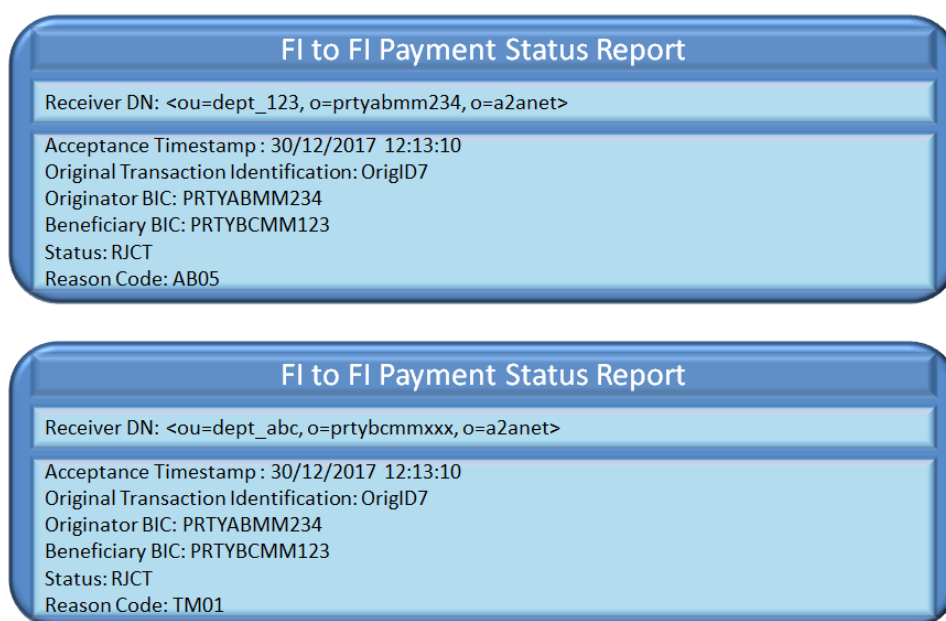 FI to FI Payment Status Report
Receiver DN: <ou=dept_123, o=prtyabmm234, o=a2anet>
Acceptance Timestamp : 30/12/2017 12:13:10
Original Transaction Identification: OrigID7
Originator BIC: PRTYABMM234
Beneficiary BIC: PRTYBCMM123
Status: RJCT
Reason Code: AB05
FI to FI Payment Status Report
Receiver DN: <ou=dept_abc, o=prtybcmmxxx, o=a2anet>
Acceptance Timestamp : 30/12/2017 12:13:10
Original Transaction Identification: OrigID7
Originator BIC: PRTYABMM234
Beneficiary BIC: PRTYBCMM123
Status: RJCT
Reason Code: TM01